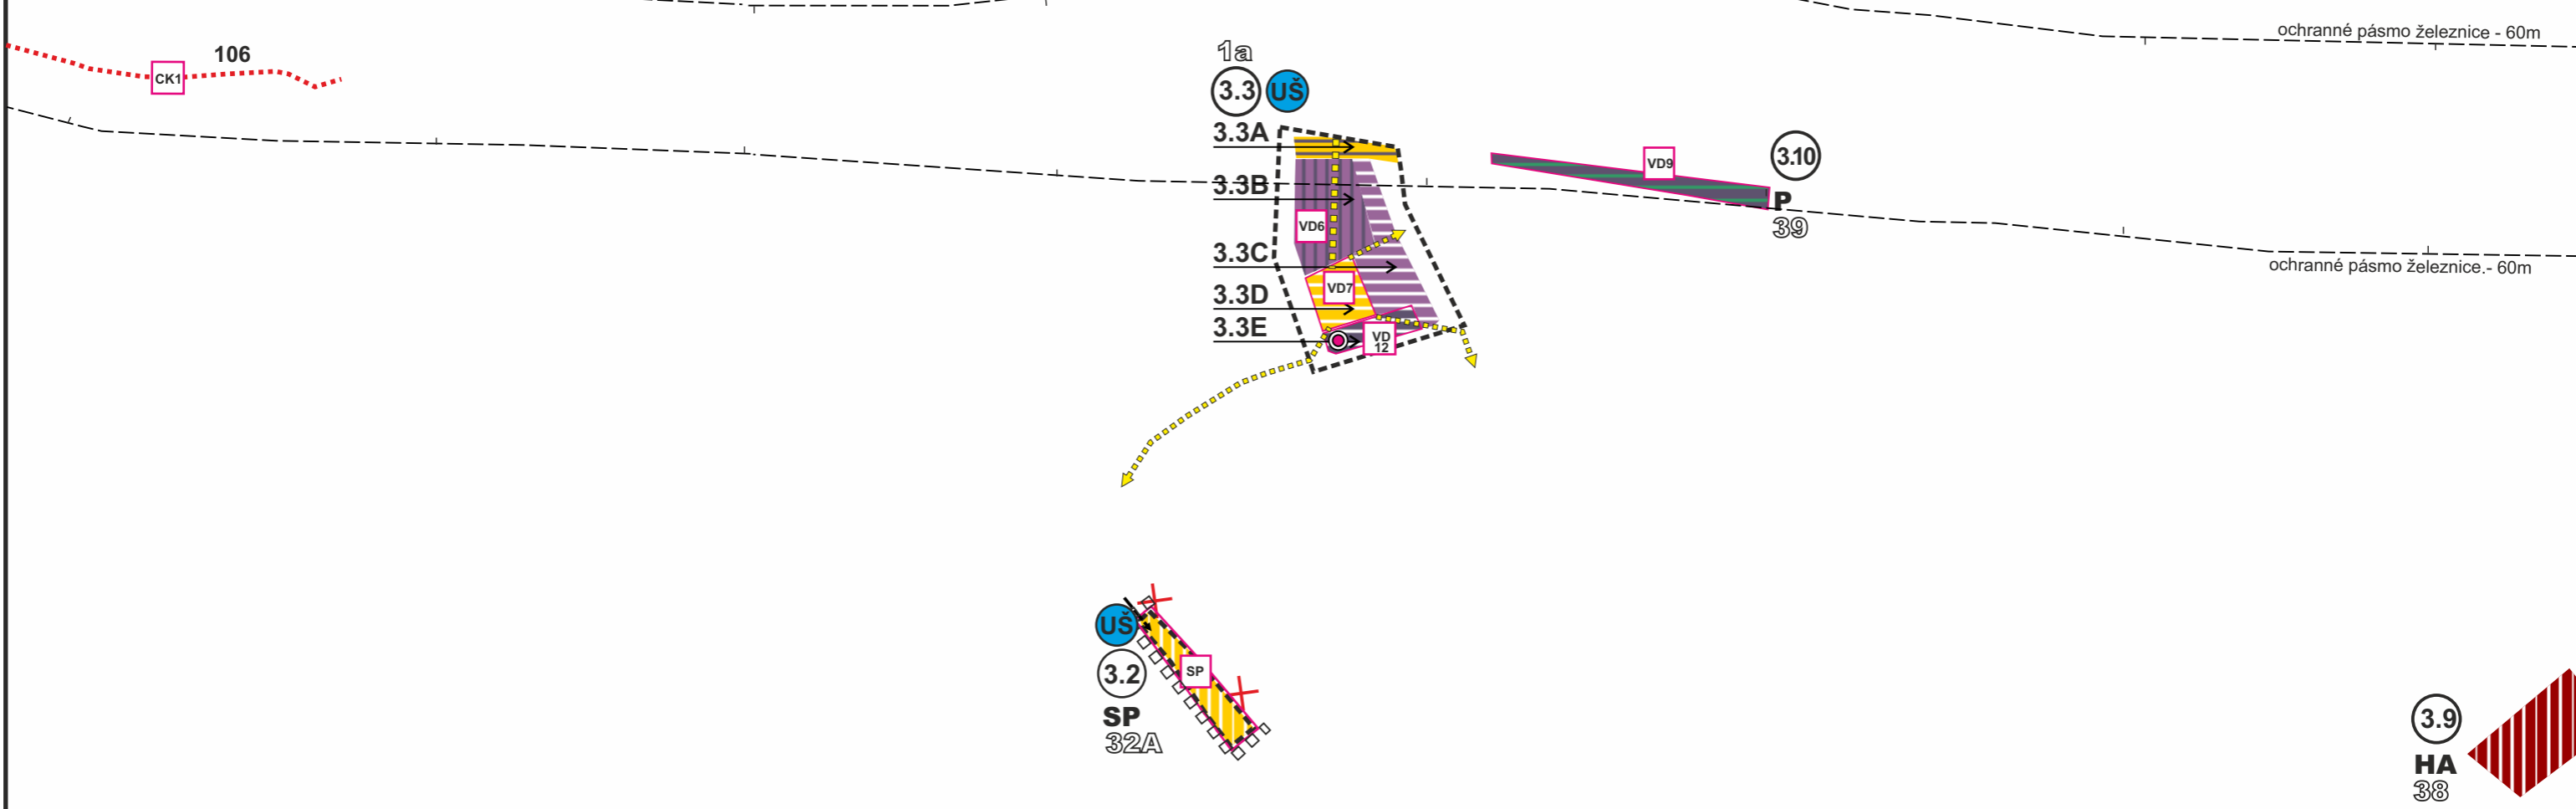 ochranné pásmo železnice - 60m
106
CK1
1a
3.3 UŠ
3.3A
3.3B
3.3C
3.3D
3.3E
VD6
VD7
VD
12
VD9
3.10
P
39
ochranné pásmo železnice.- 60m
UŠ
3.2
SP
32A
SP
3.9
HA
38